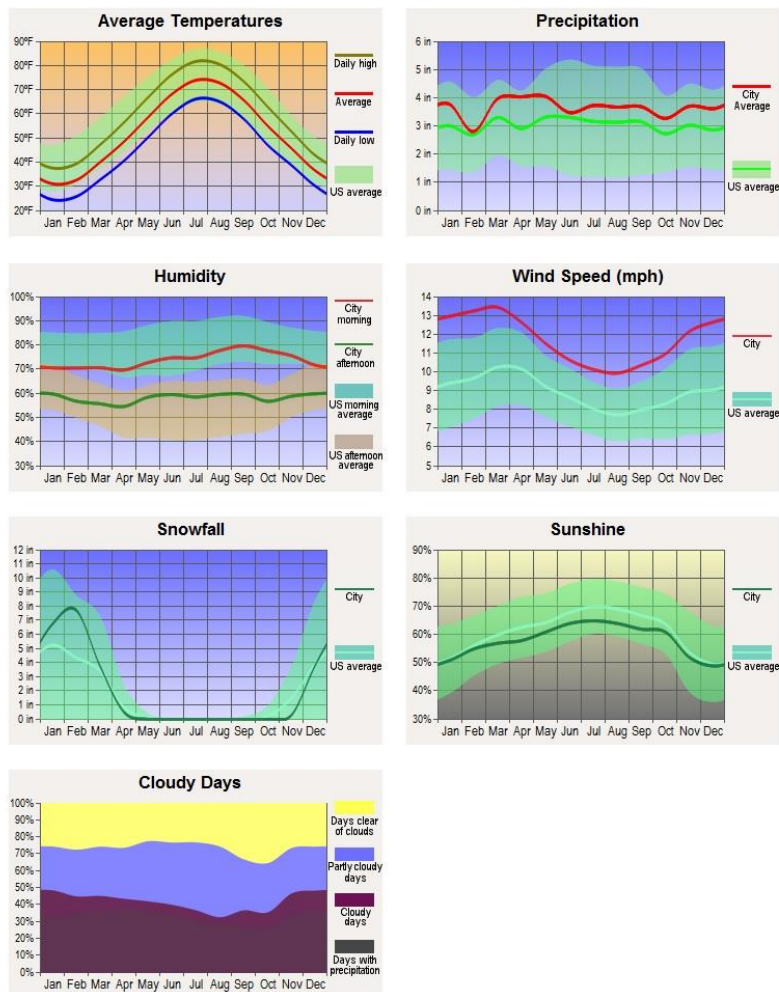 Average Temperatures
90°F
80°F
70°F
60°F
50°F
40°F
30°F
20°F
Jan Feb Mar Apr May Jun Jul Aug Sep Oct Nov Dec
Daily high
Average
Daily low
US average
Precipitation
6 in
5 in
4 in
3 in
2 in
1 in
0 in
Jan Feb Mar Apr May Jun Jul Aug Sep Oct Nov Dec
City
Average
US average
Humidity
100%
90%
80%
70%
60%
50%
40%
30%
Jan Feb Mar Apr May Jun Jul Aug Sep Oct Nov Dec
City
morning
City
afternoon
US morning
average
US afternoon
average
Wind Speed (mph)
14
13
12
11
10
9
8
7
6
5
Jan Feb Mar Apr May Jun Jul Aug Sep Oct Nov Dec
City
US average
Snowfall
12 in
11 in
10 in
9 in
8 in
7 in
6 in
5 in
4 in
3 in
2 in
1 in
0 in
Jan Feb Mar Apr May Jun Jul Aug Sep Oct Nov Dec
City
US average
Sunshine
90%
80%
70%
60%
50%
40%
30%
Jan Feb Mar Apr May Jun Jul Aug Sep Oct Nov Dec
City
US average
Cloudy Days
100%
90%
80%
70%
60%
50%
40%
30%
20%
10%
0%
Jan Feb Mar Apr May Jun Jul Aug Sep Oct Nov Dec
Days clear
of clouds
Partly cloudy
days
Cloudy
days
Days with
precipitation